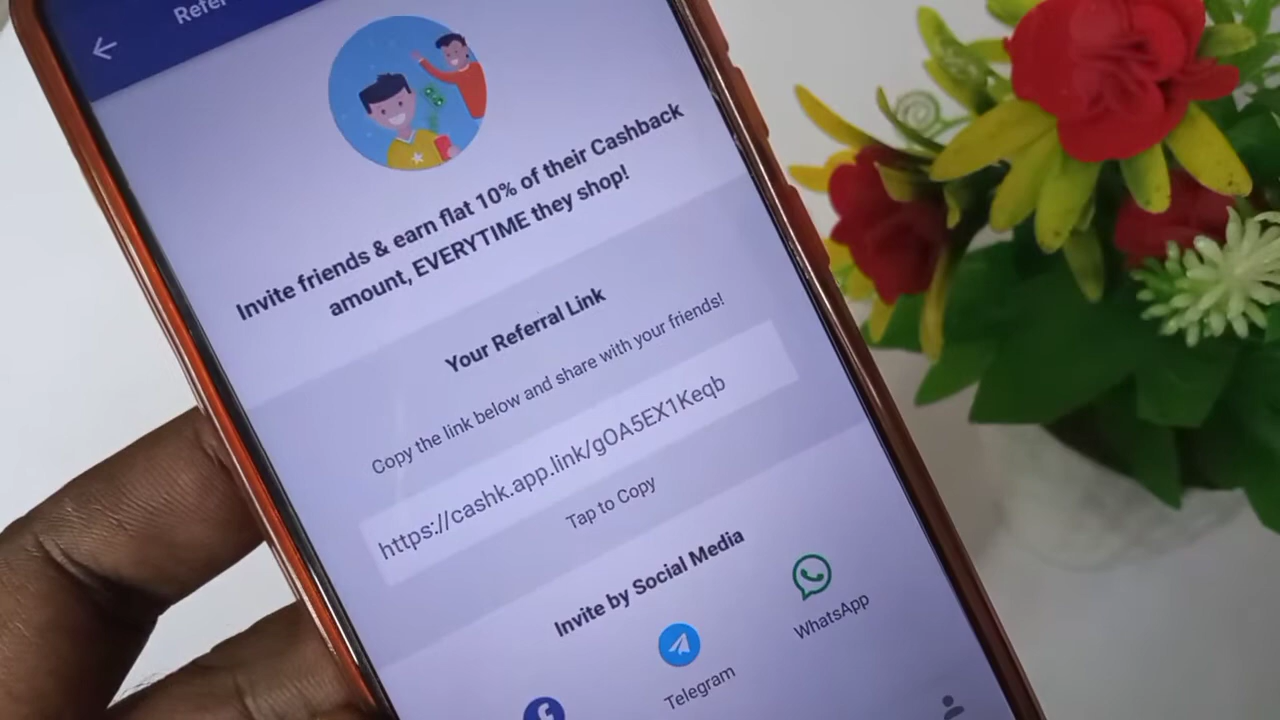 Refer
Invite friends & earn flat 10% of their Cashback
amount, EVERYTIME they shop!
Your Referral Link
Copy the link below and share with your friends!
https://cashk.app.link/gOA5EX1Keqb
Tap to Copy
Invite by Social Media
WhatsApp
Telegram